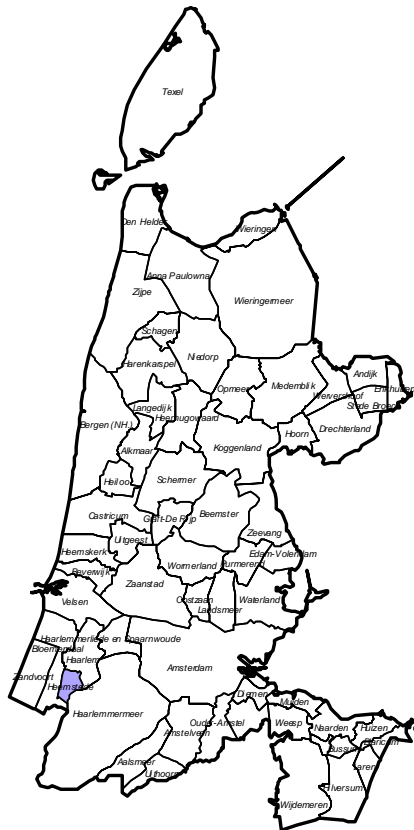 Texel
Den Helder
Wieringen
Anna Paulowna
Zijpe
Wieringermeer
Schagen
Niedorp
Harenkarspel
Andijk
Medemblik
Enkhuizen
Opmeer
Wervershoof
Stede Broec
Langedijk
Heerhugowaard
Bergen (NH.)
Drechterland
Hoorn
Koggenland
Alkmaar
Schermer
Heiloo
Beemster
Castricum
Graft-De Rijp
Zeevang
Uitgeest
Heemskerk
Edam-Volendam
Wormerland
Purmerend
Beverwijk
Zaanstad
Oostzaan
Waterland
Velsen
Landsmeer
Haarlemmerliede en Spaarnwoude
Bloemendaal
Haarlem
Amsterdam
Zandvoort
Heemstede
Diemen
Muiden
Haarlemmermeer
Ouder-Amstel
Weesp
Naarden
Huizen
Amstelveen
Bussum
Blaricum
Aalsmeer
Laren
Uithoorn
Hilversum
Wijdemeren